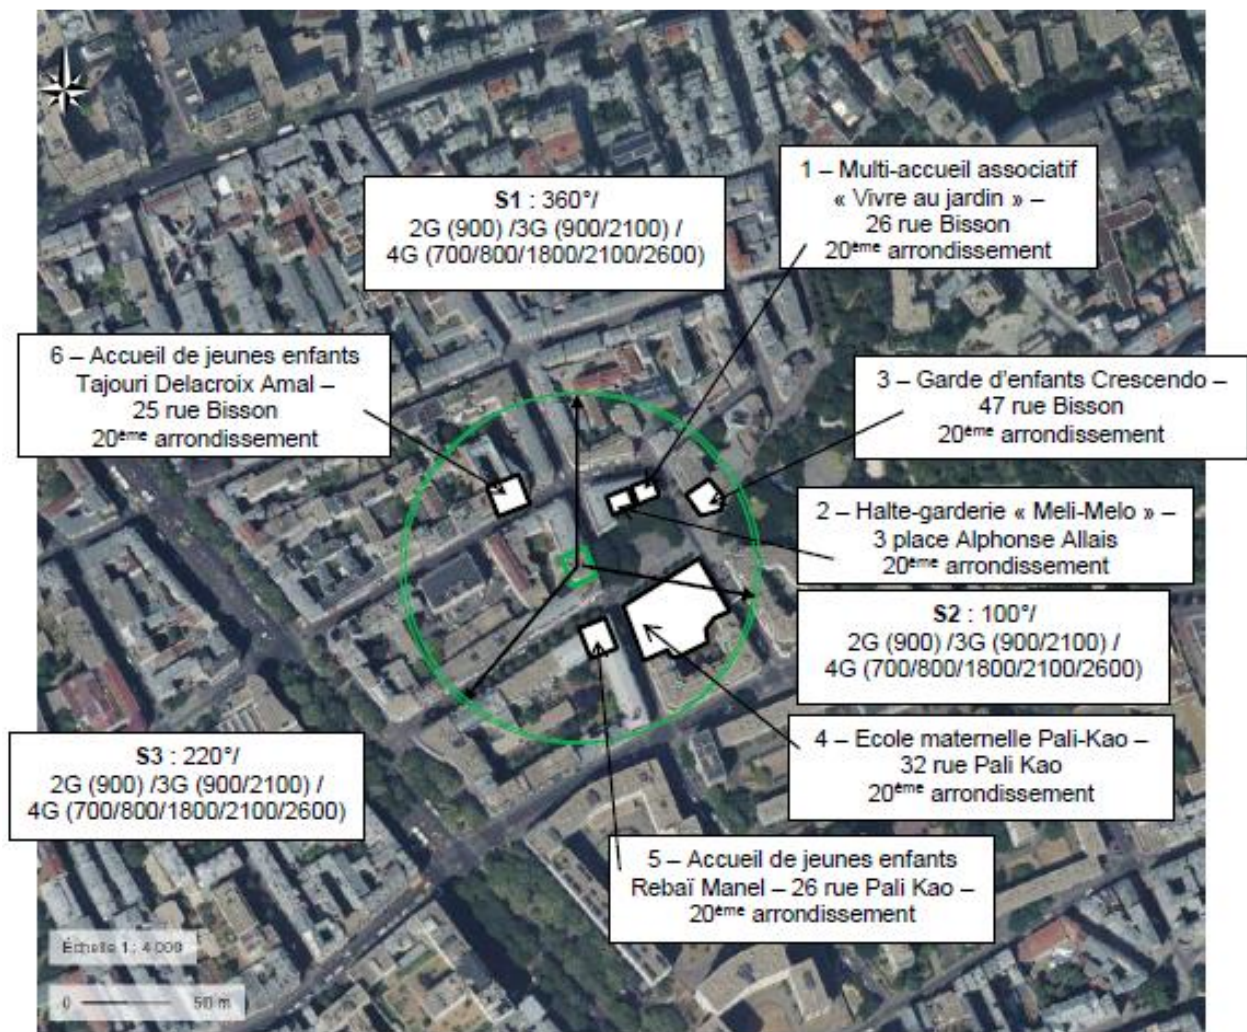 1 – Multi-accueil associatif
« Vivre au jardin » –
26 rue Bisson
20ème arrondissement
S1 : 360°/
2G (900) /3G (900/2100) /
4G (700/800/1800/2100/2600)
6 – Accueil de jeunes enfants
Tajouri Delacroix Amal –
25 rue Bisson
20ème arrondissement
3 – Garde d'enfants Crescendo –
47 rue Bisson
20ème arrondissement
2 – Halte-garderie « Meli-Melo » –
3 place Alphonse Allais
20ème arrondissement
S2 : 100°/
2G (900) /3G (900/2100) /
4G (700/800/1800/2100/2600)
4 – Ecole maternelle Pali-Kao –
32 rue Pali Kao
20ème arrondissement
S3 : 220°/
2G (900) /3G (900/2100) /
4G (700/800/1800/2100/2600)
5 – Accueil de jeunes enfants
Rebaï Manel – 26 rue Pali Kao –
20ème arrondissement
Échelle 1 : 4 000
0 50 m